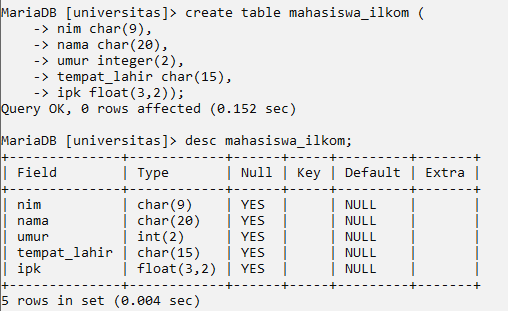 MariaDB [universitas]> create table mahasiswa_ilkom (
    -> nim char(9),
    -> nama char(20),
    -> umur integer(2),
    -> tempat_lahir char(15),
    -> ipk float(3,2));
Query OK, 0 rows affected (0.152 sec)

MariaDB [universitas]> desc mahasiswa_ilkom;
+--------------+------------+------+-----+---------+-------+
| Field        | Type       | Null | Key | Default | Extra |
+--------------+------------+------+-----+---------+-------+
| nim          | char(9)    | YES  |     | NULL    |       |
| nama         | char(20)   | YES  |     | NULL    |       |
| umur         | int(2)     | YES  |     | NULL    |       |
| tempat_lahir | char(15)   | YES  |     | NULL    |       |
| ipk          | float(3,2) | YES  |     | NULL    |       |
+--------------+------------+------+-----+---------+-------+
5 rows in set (0.004 sec)